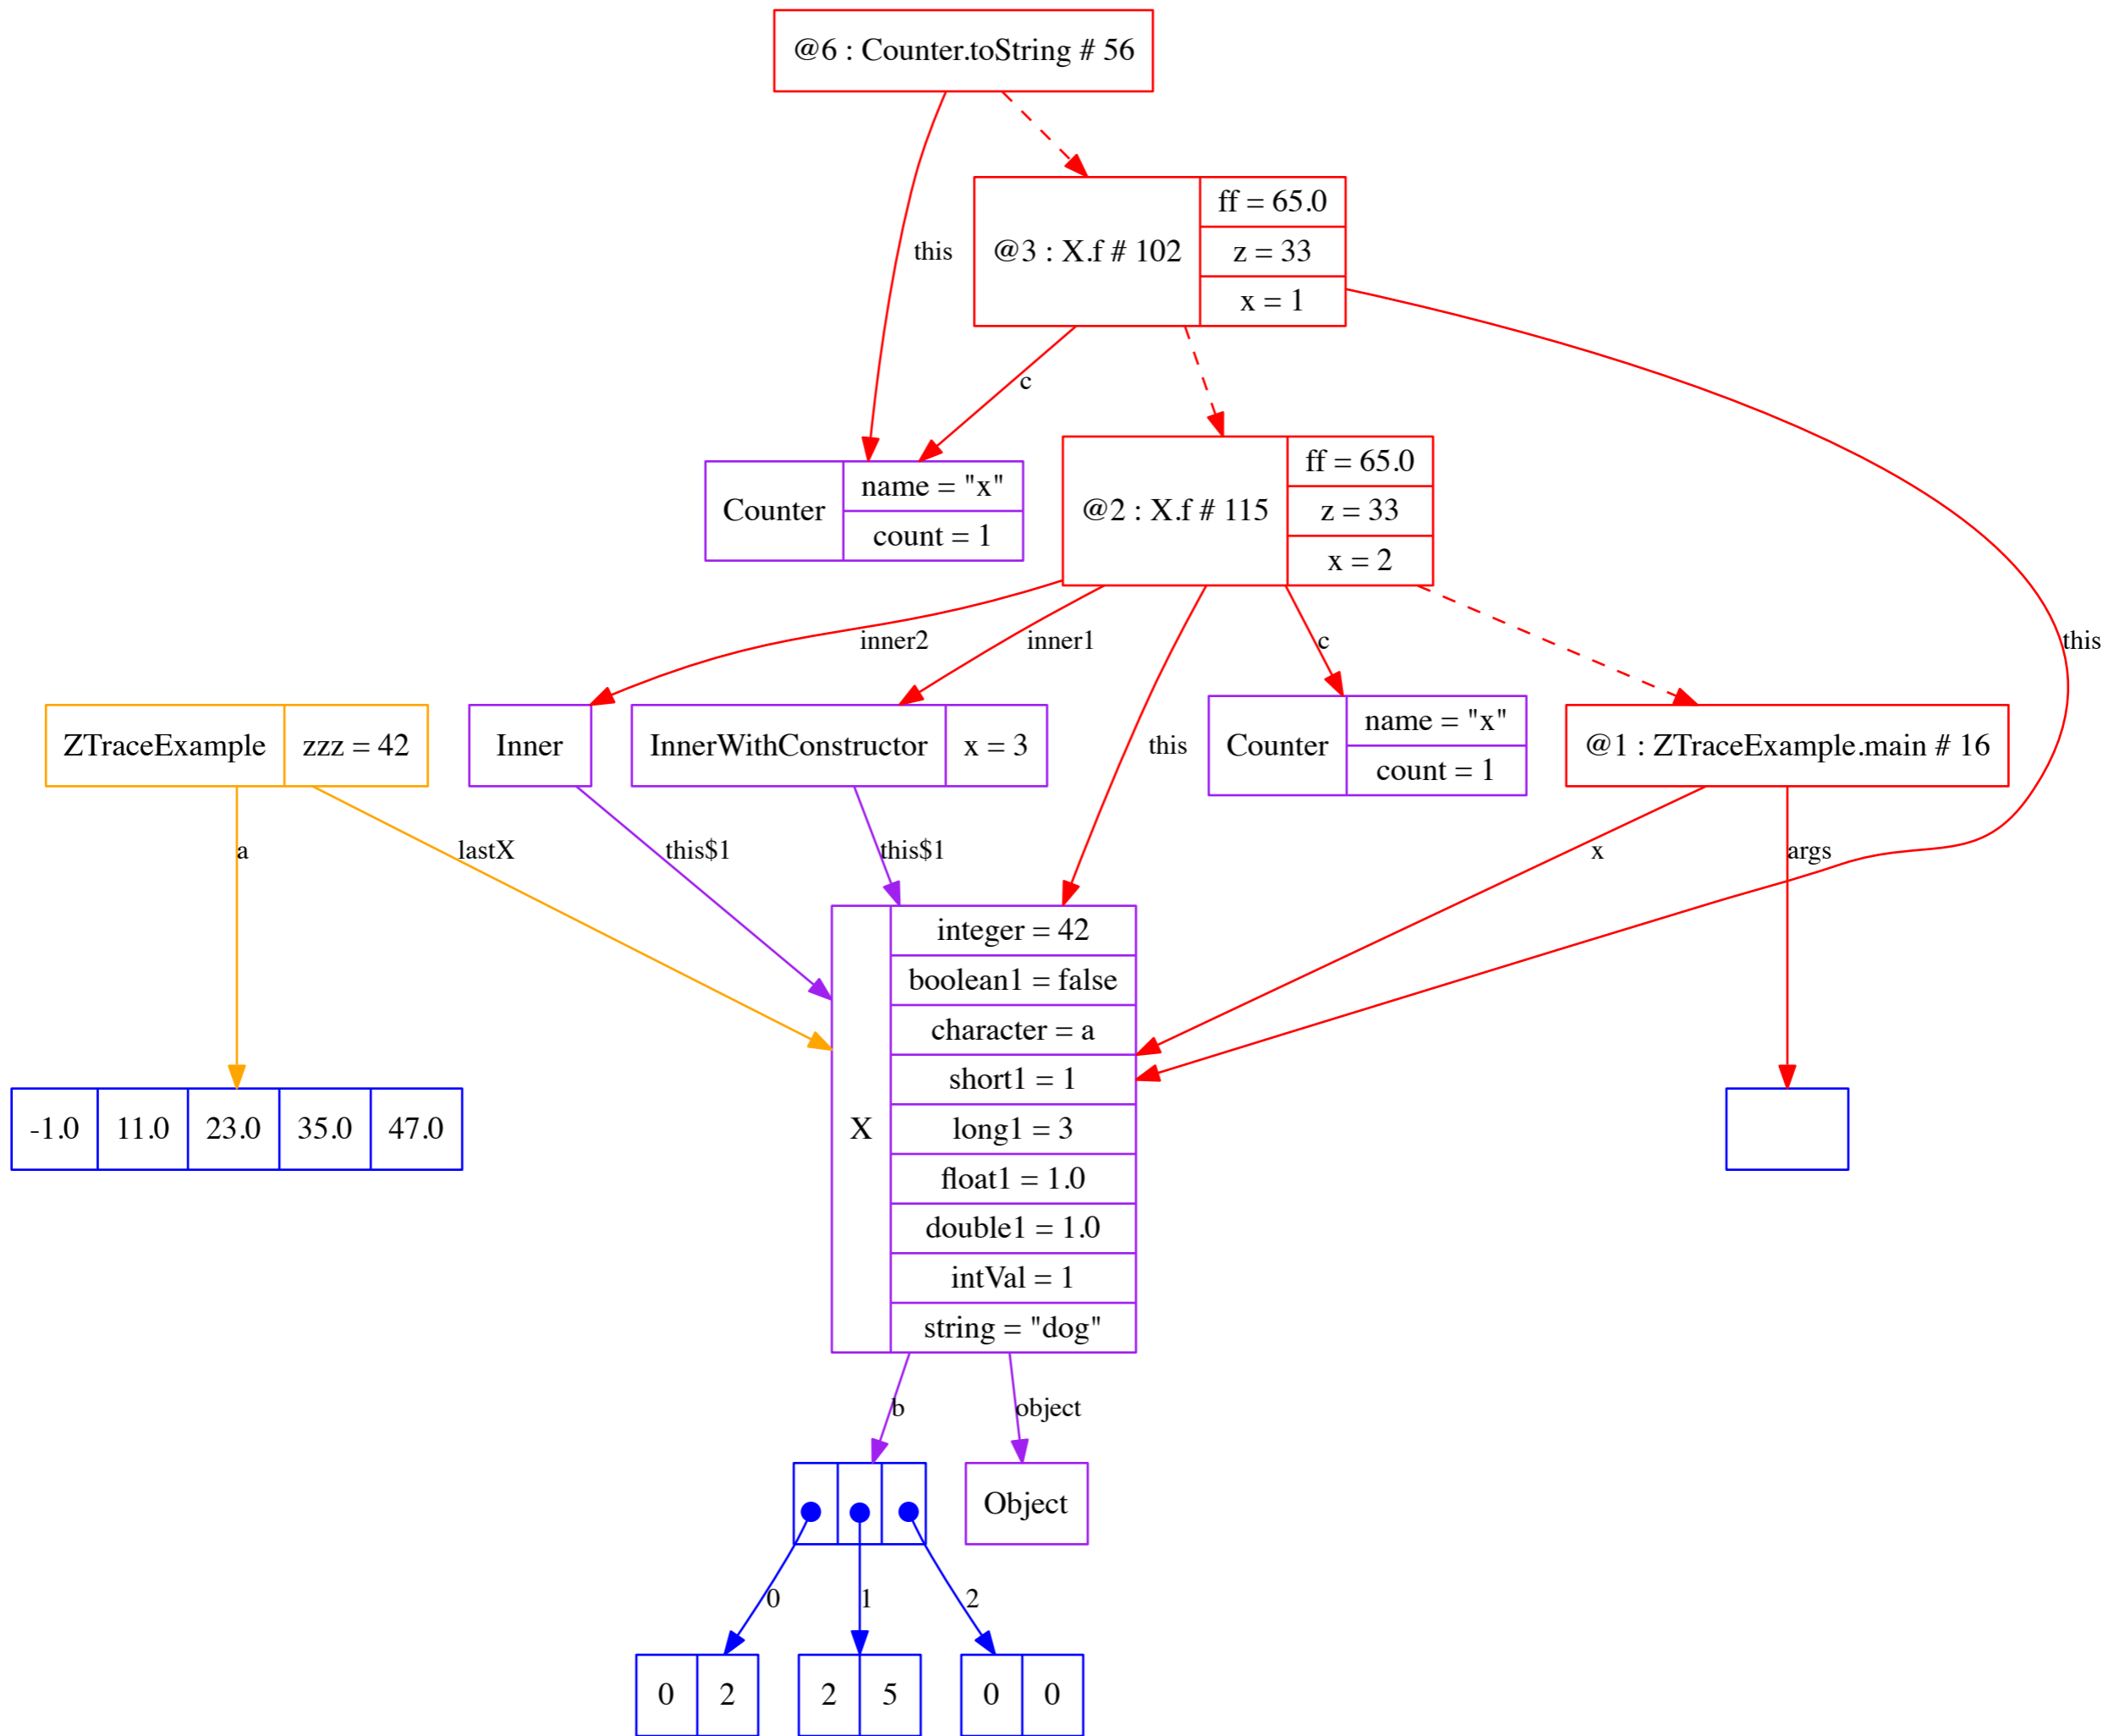 @6 : Counter.toString # 56
this
@3 : X.f # 102
ff = 65.0
z = 33
x = 1
c
this
Counter
name = "x"
count = 1
@2 : X.f # 115
ff = 65.0
z = 33
x = 2
inner2
inner1
this
c
ZTraceExample
zzz = 42
Inner
InnerWithConstructor
x = 3
Counter
name = "x"
count = 1
@1 : ZTraceExample.main # 16
a
lastX
this$1
this$1
x
args
-1.0
11.0
23.0
35.0
47.0
X
integer = 42
boolean1 = false
character = a
short1 = 1
long1 = 3
float1 = 1.0
double1 = 1.0
intVal = 1
string = "dog"
b
object
Object
0
1
2
0
2
2
5
0
0